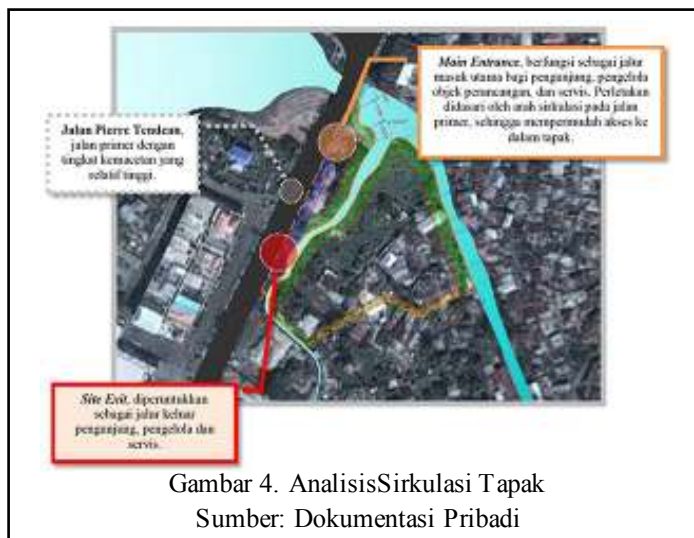 Main Entrance, berfungsi sebagai jalur
masuk utama bagi pengunjung, pengelola
objek perancangan, dan servis. Perletakan
didasari oleh arah sirkulasi pada jalan
primer, sehingga mempermudah akses ke
dalam tapak.
Jalan Pierre Tendean,
jalan primer dengan
tingkat kemacetan yang
relatif tinggi.
Site Exit, diperuntukkan
sebagai jalur keluar
pengunjung, pengelola dan
servis.
Gambar 4. AnalisisSirkulasi Tapak
Sumber: Dokumentasi Pribadi